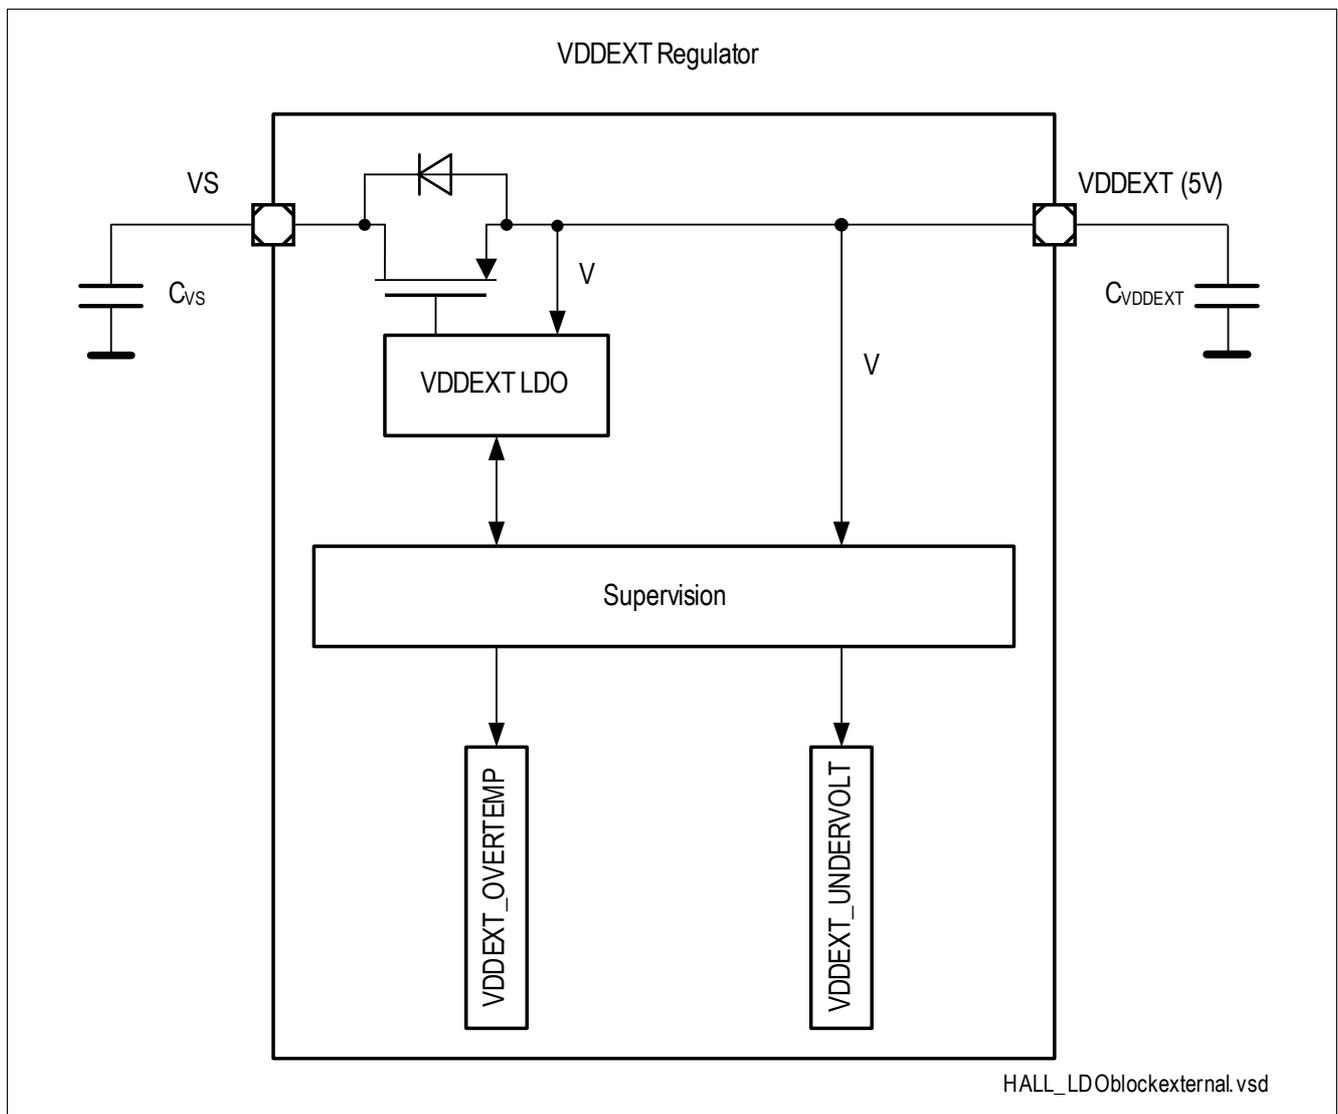 VDDEXT Regulator
VS
VDDEXT (5V)
V
CVS
CVDDEXT
V
VDDEXT LDO
Supervision
VDDEXT_OVERTEMP
VDDEXT_UNDERVOLT
HALL_LDOblockexternal.vsd